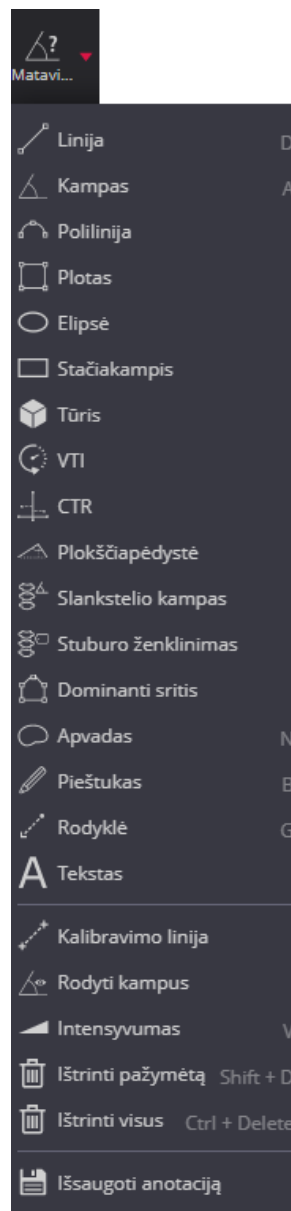 ?
Matavi...
Linija D
Kampas A
Polilinija
Plotas
Elipsė
Stačiakampis
Tūris
VTI
CTR
Plokščiapėdystė
Slankstelio kampas
Stuburo ženklinimas
Dominanti sritis
Apvadas N
Pieštukas B
Rodyklė G
A Tekstas
Kalibravimo linija
Rodyti kampus
Intensyvumas V
Ištrinti pažymėtą Shift + D
Ištrinti visus Ctrl + Delete
Išsaugoti anotaciją